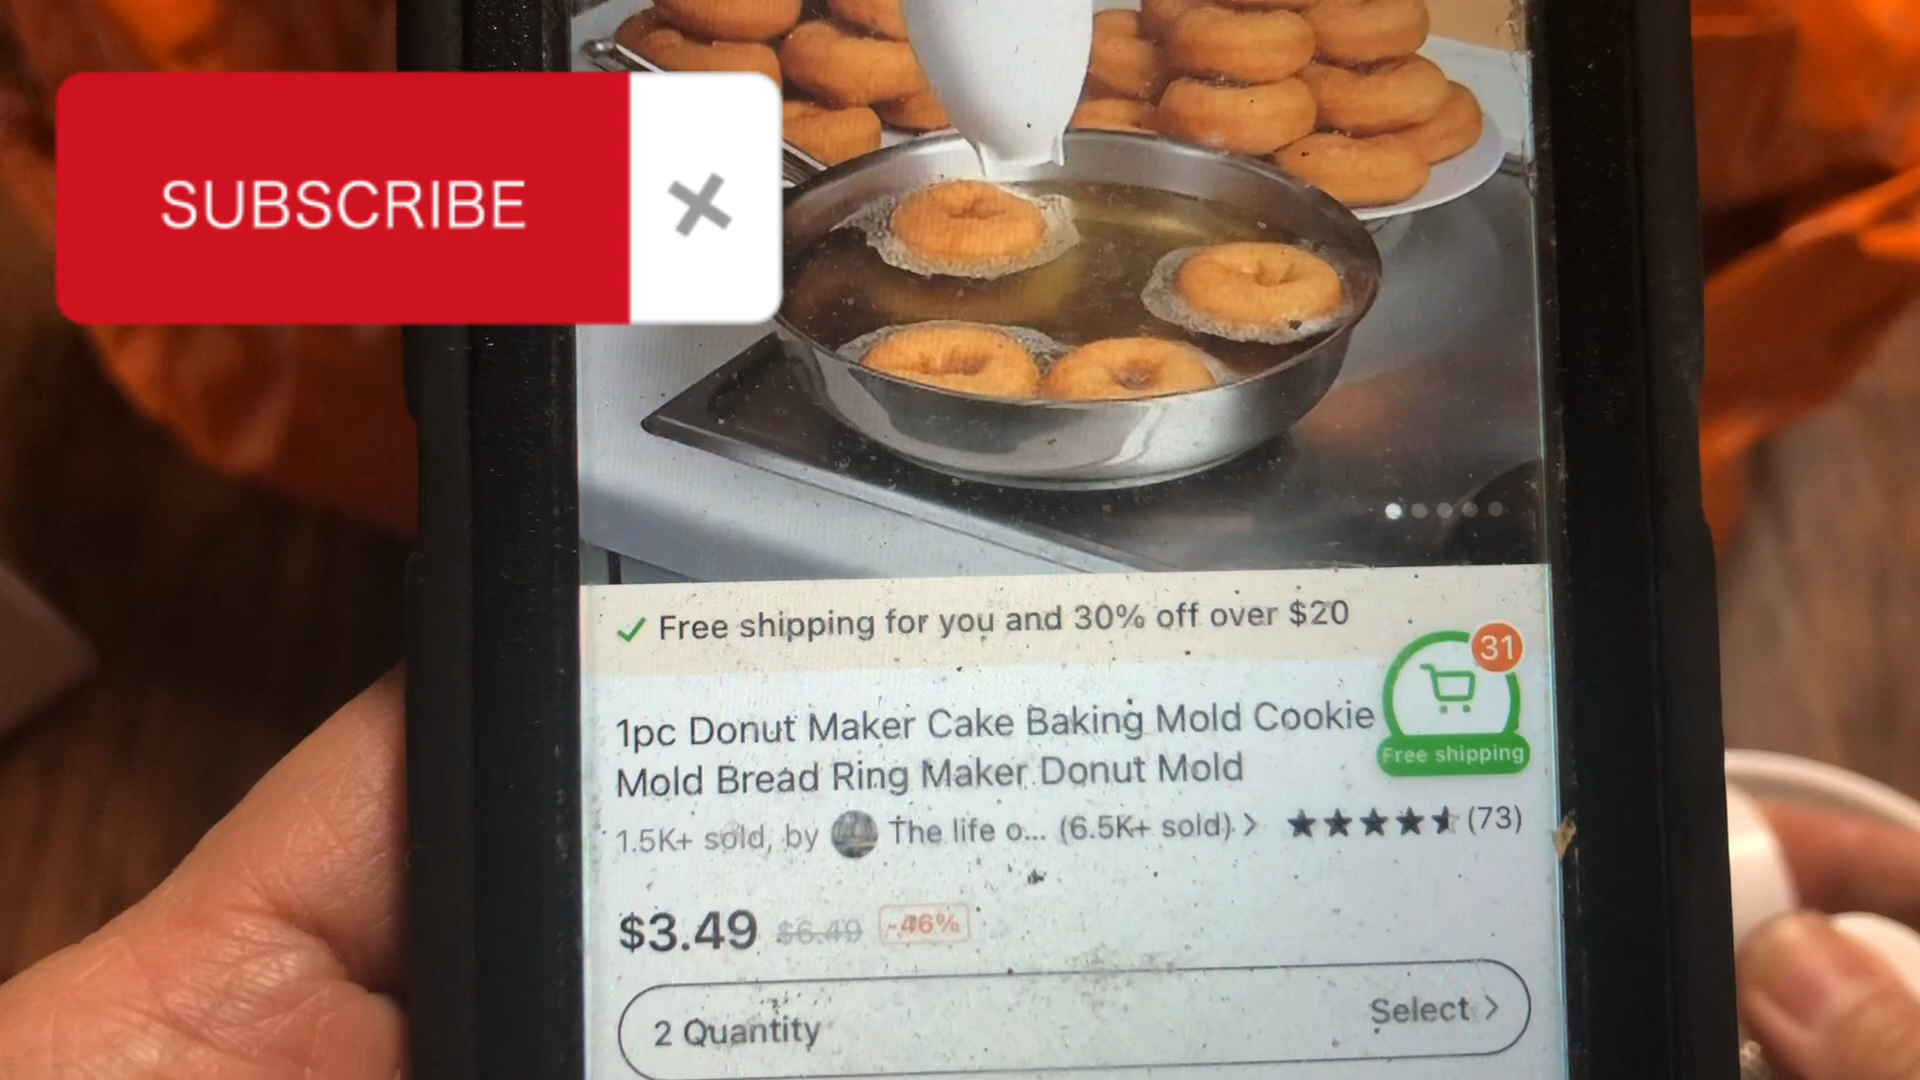 SUBSCRIBE
Free shipping for you and 30% off over $20
31
Free shipping
1pc Donut Maker Cake Baking Mold Cookie
Mold Bread Ring Maker Donut Mold
1.5K+ sold, by The life o... (6.5K+ sold) > (73)
$3.49 $6.49 -46%
2 Quantity Select >